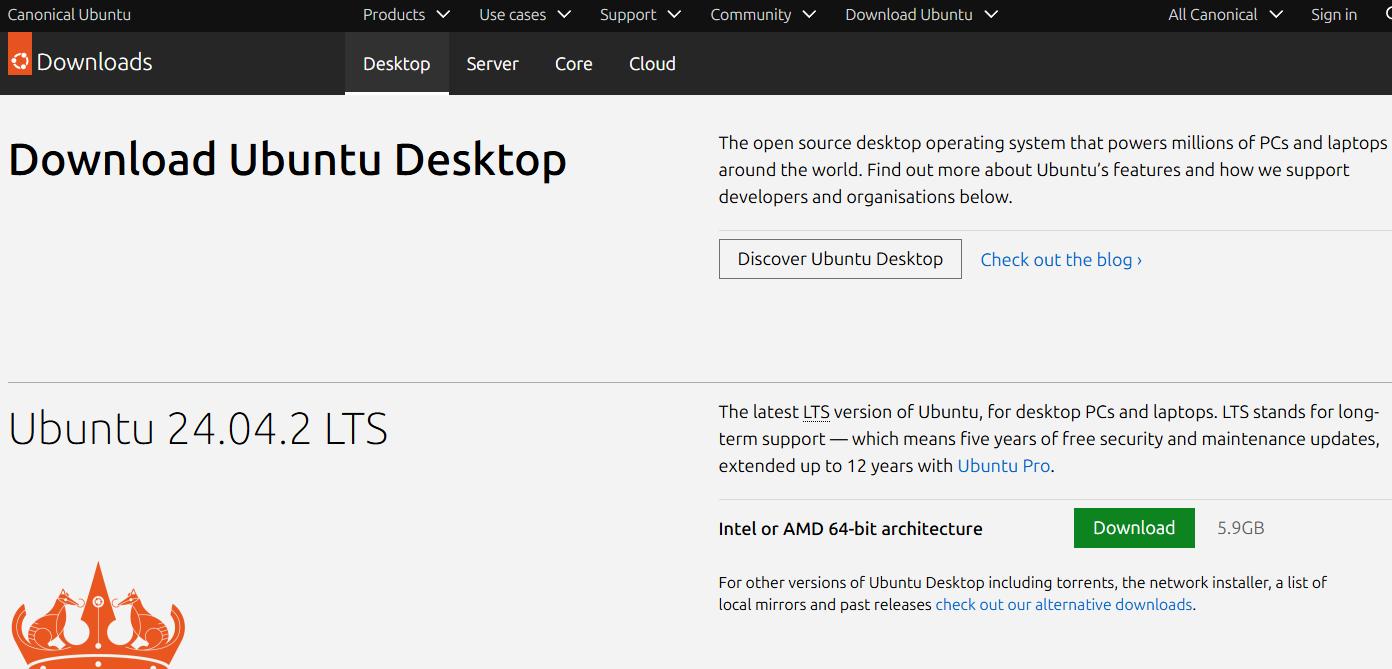 Canonical Ubuntu Products Use cases Support Community Download Ubuntu All Canonical Sign in
Downloads Desktop Server Core Cloud
Download Ubuntu Desktop
The open source desktop operating system that powers millions of PCs and laptops
around the world. Find out more about Ubuntu’s features and how we support
developers and organisations below.
Discover Ubuntu Desktop Check out the blog ›
Ubuntu 24.04.2 LTS
The latest LTS version of Ubuntu, for desktop PCs and laptops. LTS stands for long-
term support — which means five years of free security and maintenance updates,
extended up to 12 years with Ubuntu Pro.
Intel or AMD 64-bit architecture Download 5.9GB
For other versions of Ubuntu Desktop including torrents, the network installer, a list of
local mirrors and past releases check out our alternative downloads.